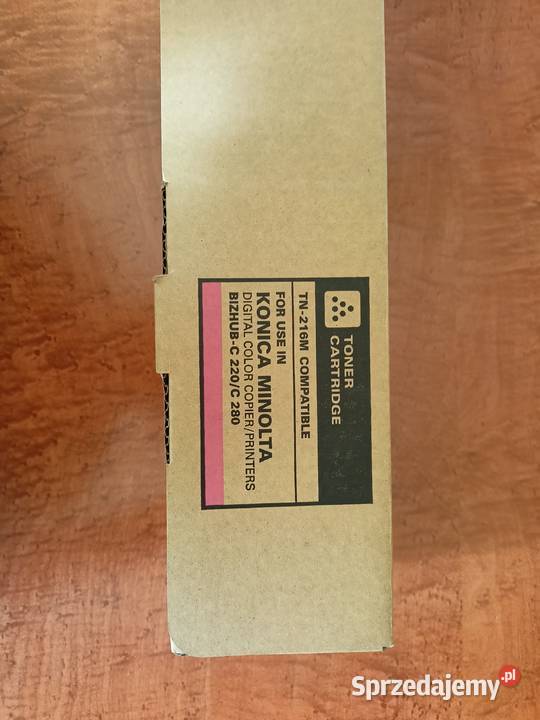 TONER
CARTRIDGE
TN-216M COMPATIBLE
FOR USE IN
KONICA MINOLTA
DIGITAL COLOR COPIER/PRINTERS
BIZHUB-C 220/C 280
Sprzedajemy.pl